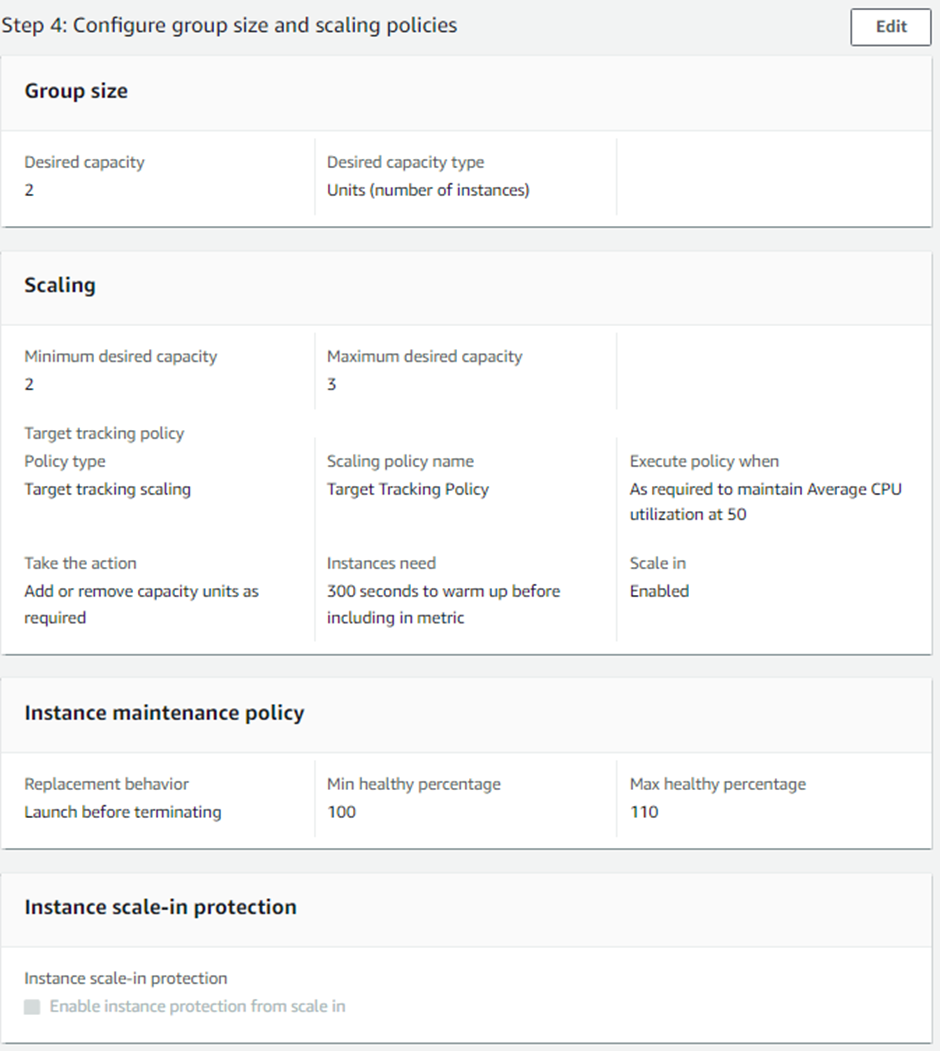 Step 4: Configure group size and scaling policies
Edit
Group size
Desired capacity
2
Desired capacity type
Units (number of instances)
Scaling
Minimum desired capacity
2
Maximum desired capacity
3
Target tracking policy
Policy type
Target tracking scaling
Scaling policy name
Target Tracking Policy
Execute policy when
As required to maintain Average CPU
utilization at 50
Take the action
Add or remove capacity units as
required
Instances need
300 seconds to warm up before
including in metric
Scale in
Enabled
Instance maintenance policy
Replacement behavior
Launch before terminating
Min healthy percentage
100
Max healthy percentage
110
Instance scale-in protection
Instance scale-in protection
Enable instance protection from scale in